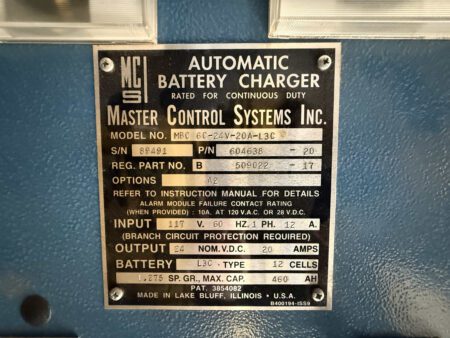 MCS
AUTOMATIC
BATTERY CHARGER
RATED FOR CONTINUOUS DUTY
MASTER CONTROL SYSTEMS INC.
MODEL NO. MBC 6C-24V-20A-L3C
S/N 89491 P/N 604638 - 20
REG. PART NO. B 509022 - 17
OPTIONS A2
REFER TO INSTRUCTION MANUAL FOR DETAILS
ALARM MODULE FAILURE CONTACT RATING
(WHEN PROVIDED) : 10A. AT 120 V.A.C. OR 28 V.D.C.
INPUT 117 V. 60 HZ. 1 PH. 12 A.
(BRANCH CIRCUIT PROTECTION REQUIRED)
OUTPUT 24 NOM. V.D.C. 20 AMPS
BATTERY L3C - TYPE 12 CELLS
1.275 SP. GR., MAX. CAP. 460 AH
PAT. 3854082
MADE IN LAKE BLUFF, ILLINOIS • U.S.A.
B400194-ISS9